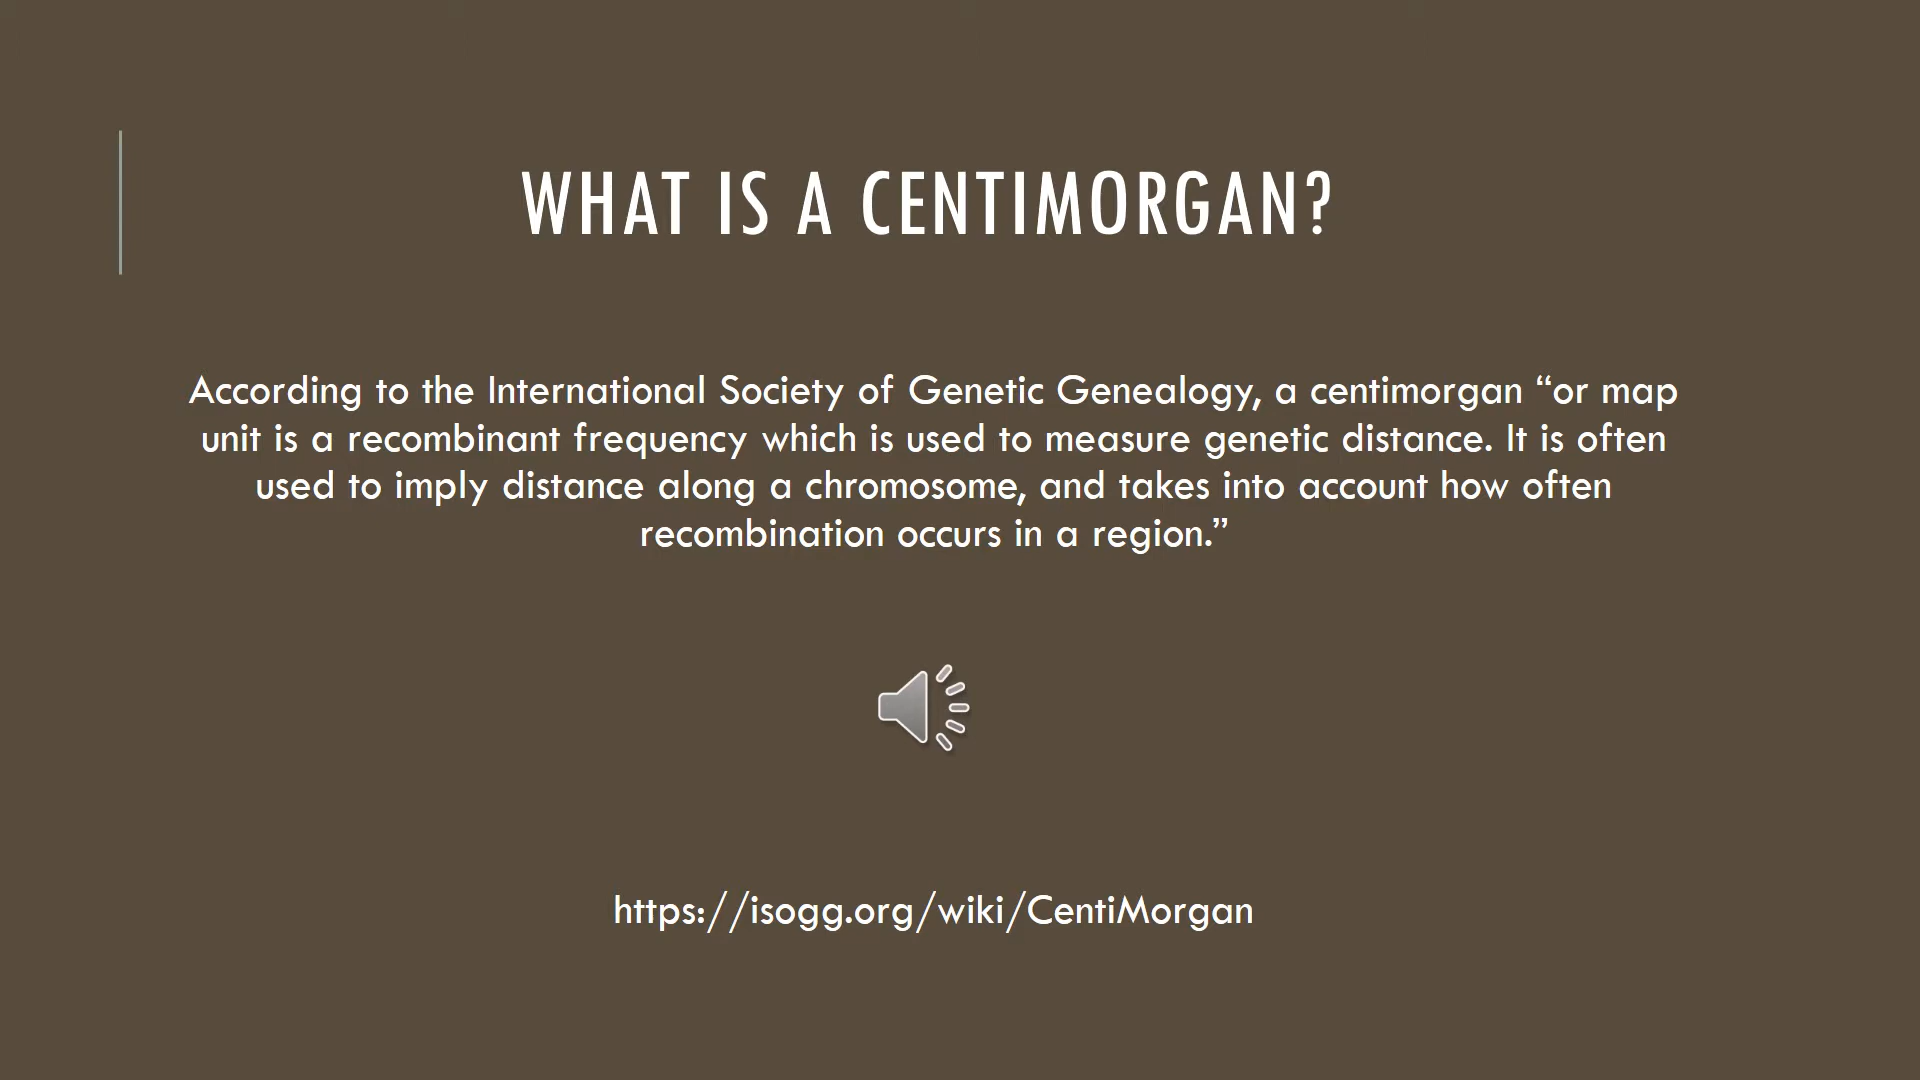 WHAT IS A CENTIMORGAN?
According to the International Society of Genetic Genealogy, a centimorgan “or map
unit is a recombinant frequency which is used to measure genetic distance. It is often
used to imply distance along a chromosome, and takes into account how often
recombination occurs in a region.”
https://isogg.org/wiki/CentiMorgan